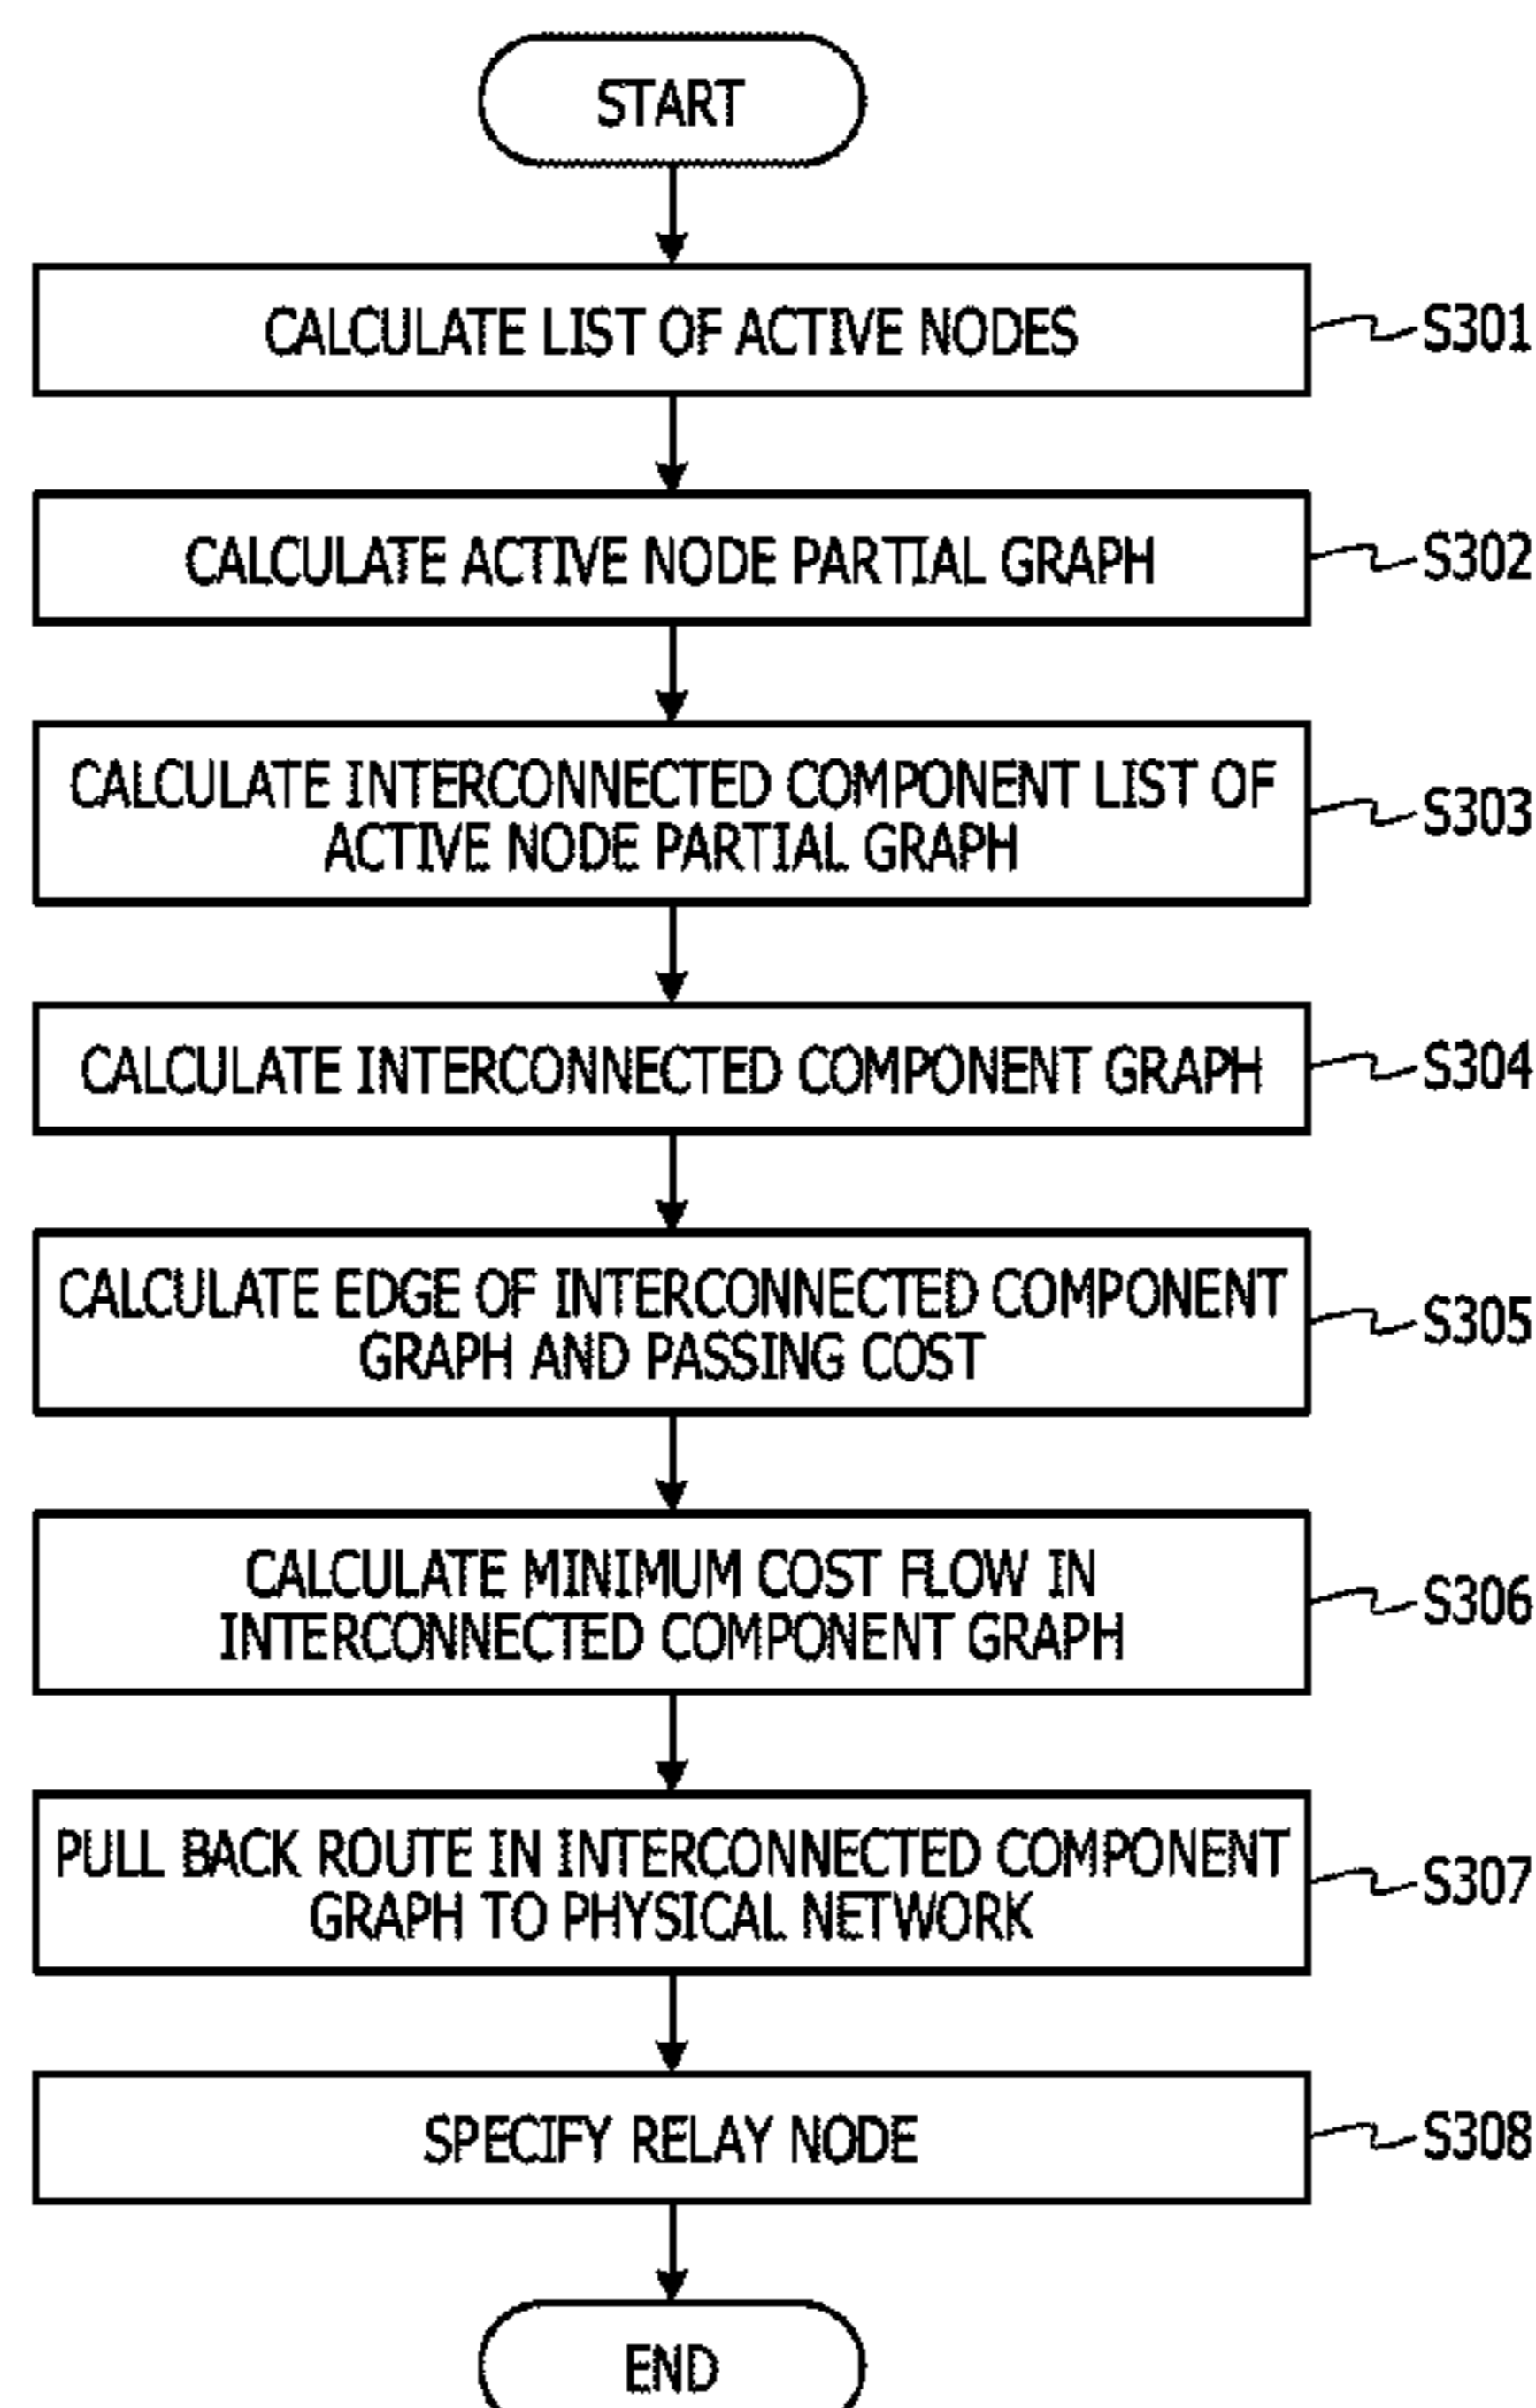 START
CALCULATE LIST OF ACTIVE NODES
S301
CALCULATE ACTIVE NODE PARTIAL GRAPH
S302
CALCULATE INTERCONNECTED COMPONENT LIST OF
ACTIVE NODE PARTIAL GRAPH
S303
CALCULATE INTERCONNECTED COMPONENT GRAPH
S304
CALCULATE EDGE OF INTERCONNECTED COMPONENT
GRAPH AND PASSING COST
S305
CALCULATE MINIMUM COST FLOW IN
INTERCONNECTED COMPONENT GRAPH
S306
PULL BACK ROUTE IN INTERCONNECTED COMPONENT
GRAPH TO PHYSICAL NETWORK
S307
SPECIFY RELAY NODE
S308
END